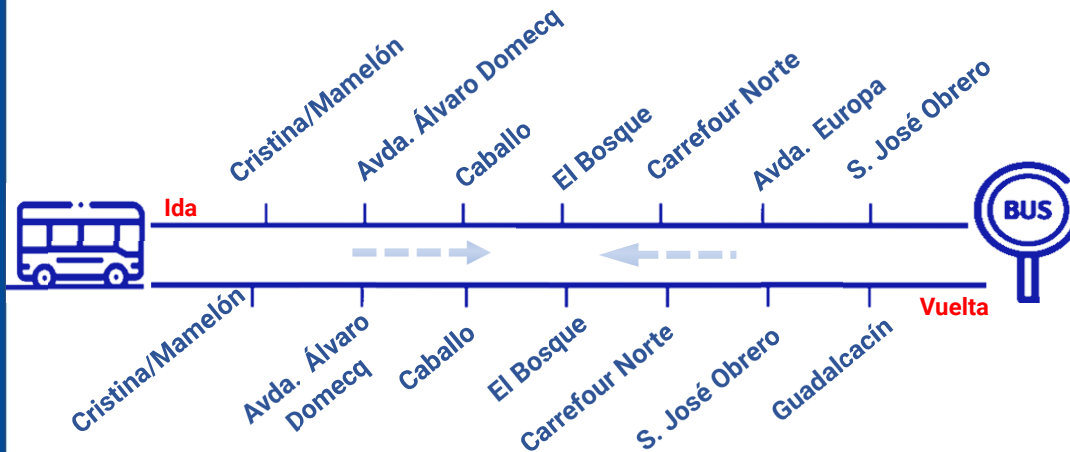 Cristina/Mamelón
Avda. Álvaro Domecq
Caballo
El Bosque
Carrefour Norte
Avda. Europa
S. José Obrero
Ida
BUS
Vuelta
Cristina/Mamelón
Avda. Álvaro
Domecq
Caballo
El Bosque
Carrefour Norte
S. José Obrero
Guadalcacín